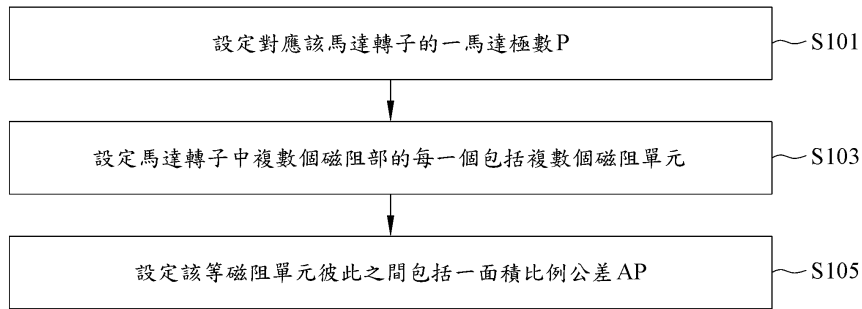 設定對應該馬達轉子的一馬達極數P
S101
設定馬達轉子中複數個磁阻部的每一個包括複數個磁阻單元
S103
設定該等磁阻單元彼此之間包括一面積比例公差AP
S105